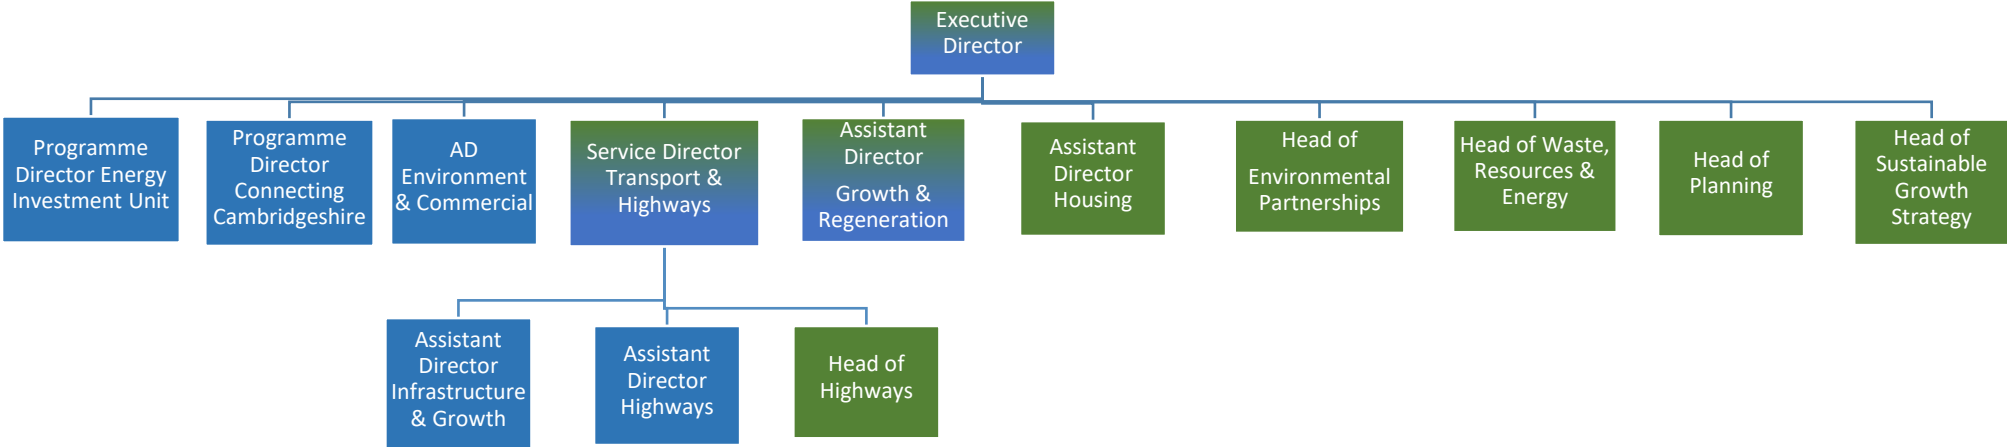 Executive
Director
Programme
Director Energy
Investment Unit
Programme
Director
Connecting
Cambridgeshire
AD
Environment
& Commercial
Service Director
Transport &
Highways
Assistant
Director
Growth &
Regeneration
Assistant
Director
Housing
Head of
Environmental
Partnerships
Head of Waste,
Resources &
Energy
Head of
Planning
Head of
Sustainable
Growth
Strategy
Assistant
Director
Infrastructure
& Growth
Assistant
Director
Highways
Head of
Highways